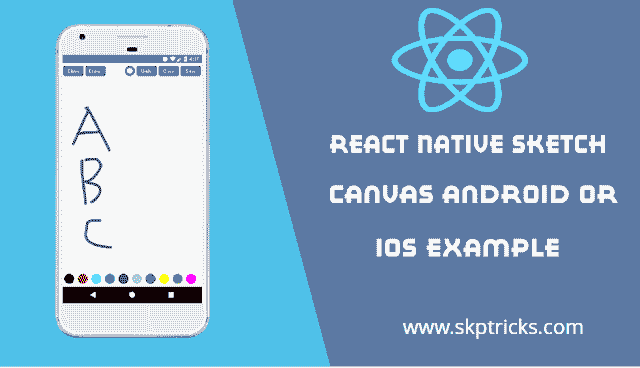 A
B
C
REACT NATIVE SKETCH
CANVAS ANDROID OR
IOS EXAMPLE
www.skptricks.com